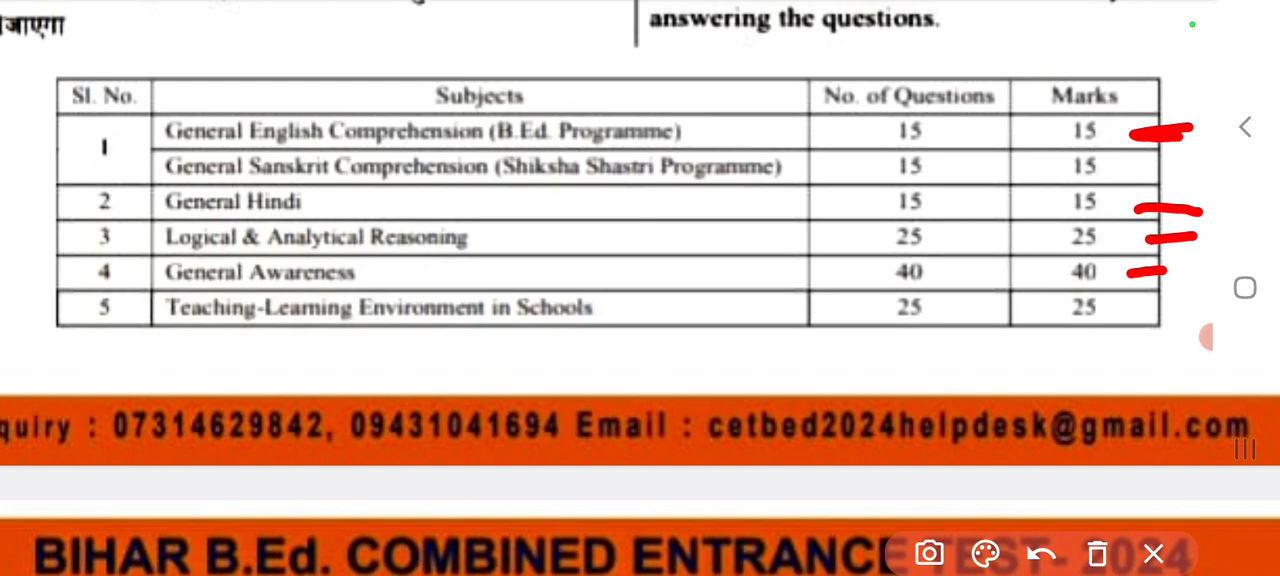 जाएगा
answering the questions.
Sl. No. Subjects No. of Questions Marks
1 General English Comprehension (B.Ed. Programme) 15 15
General Sanskrit Comprehension (Shiksha Shastri Programme) 15 15
2 General Hindi 15 15
3 Logical & Analytical Reasoning 25 25
4 General Awareness 40 40
5 Teaching-Learning Environment in Schools 25 25
quiry : 07314629842, 09431041694 Email : cetbed2024helpdesk@gmail.com
BIHAR B.Ed. COMBINED ENTRANCE TEST- 2024